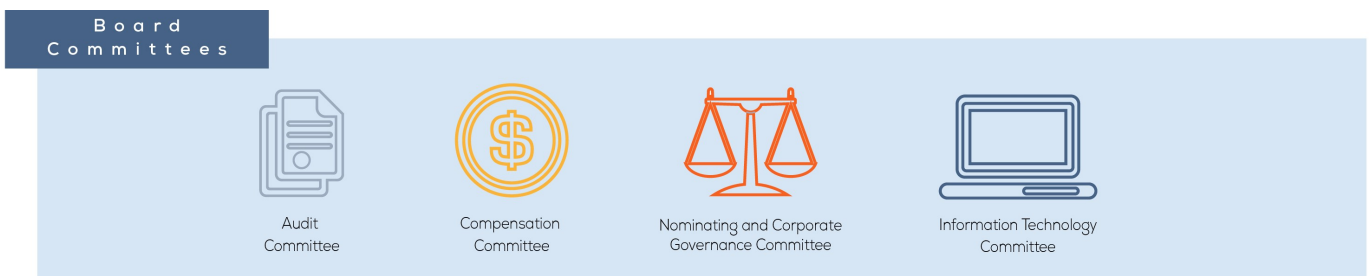 Board
Committees
$
Audit
Committee
Compensation
Committee
Nominating and Corporate
Governance Committee
Information Technology
Committee